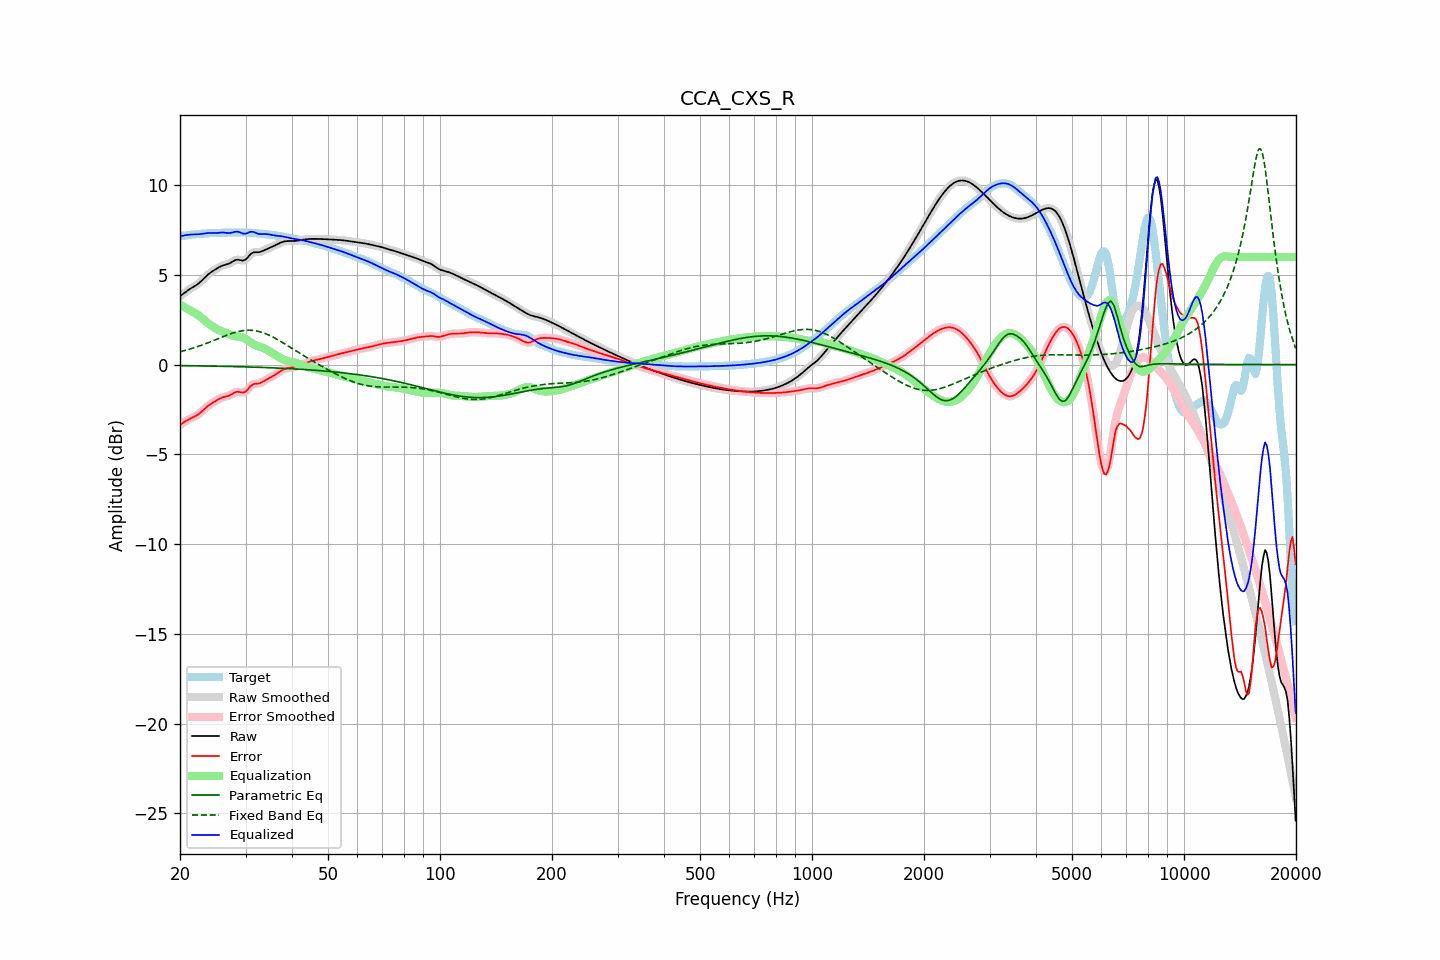 CCA_CXS_R
Amplitude (dBr)
10
5
0
−5
−10
−15
−20
−25
Target
Raw Smoothed
Error Smoothed
Raw
Error
Equalization
Parametric Eq
Fixed Band Eq
Equalized
20 50 100 200 500 1000 2000 5000 10000 20000
Frequency (Hz)